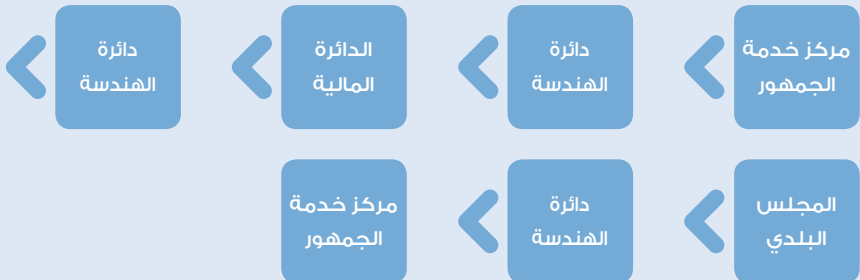 مركز خدمة
الجمهور
دائرة
الهندسة
الدائرة
المالية
دائرة
الهندسة
المجلس
البلدي
دائرة
الهندسة
مركز خدمة
الجمهور